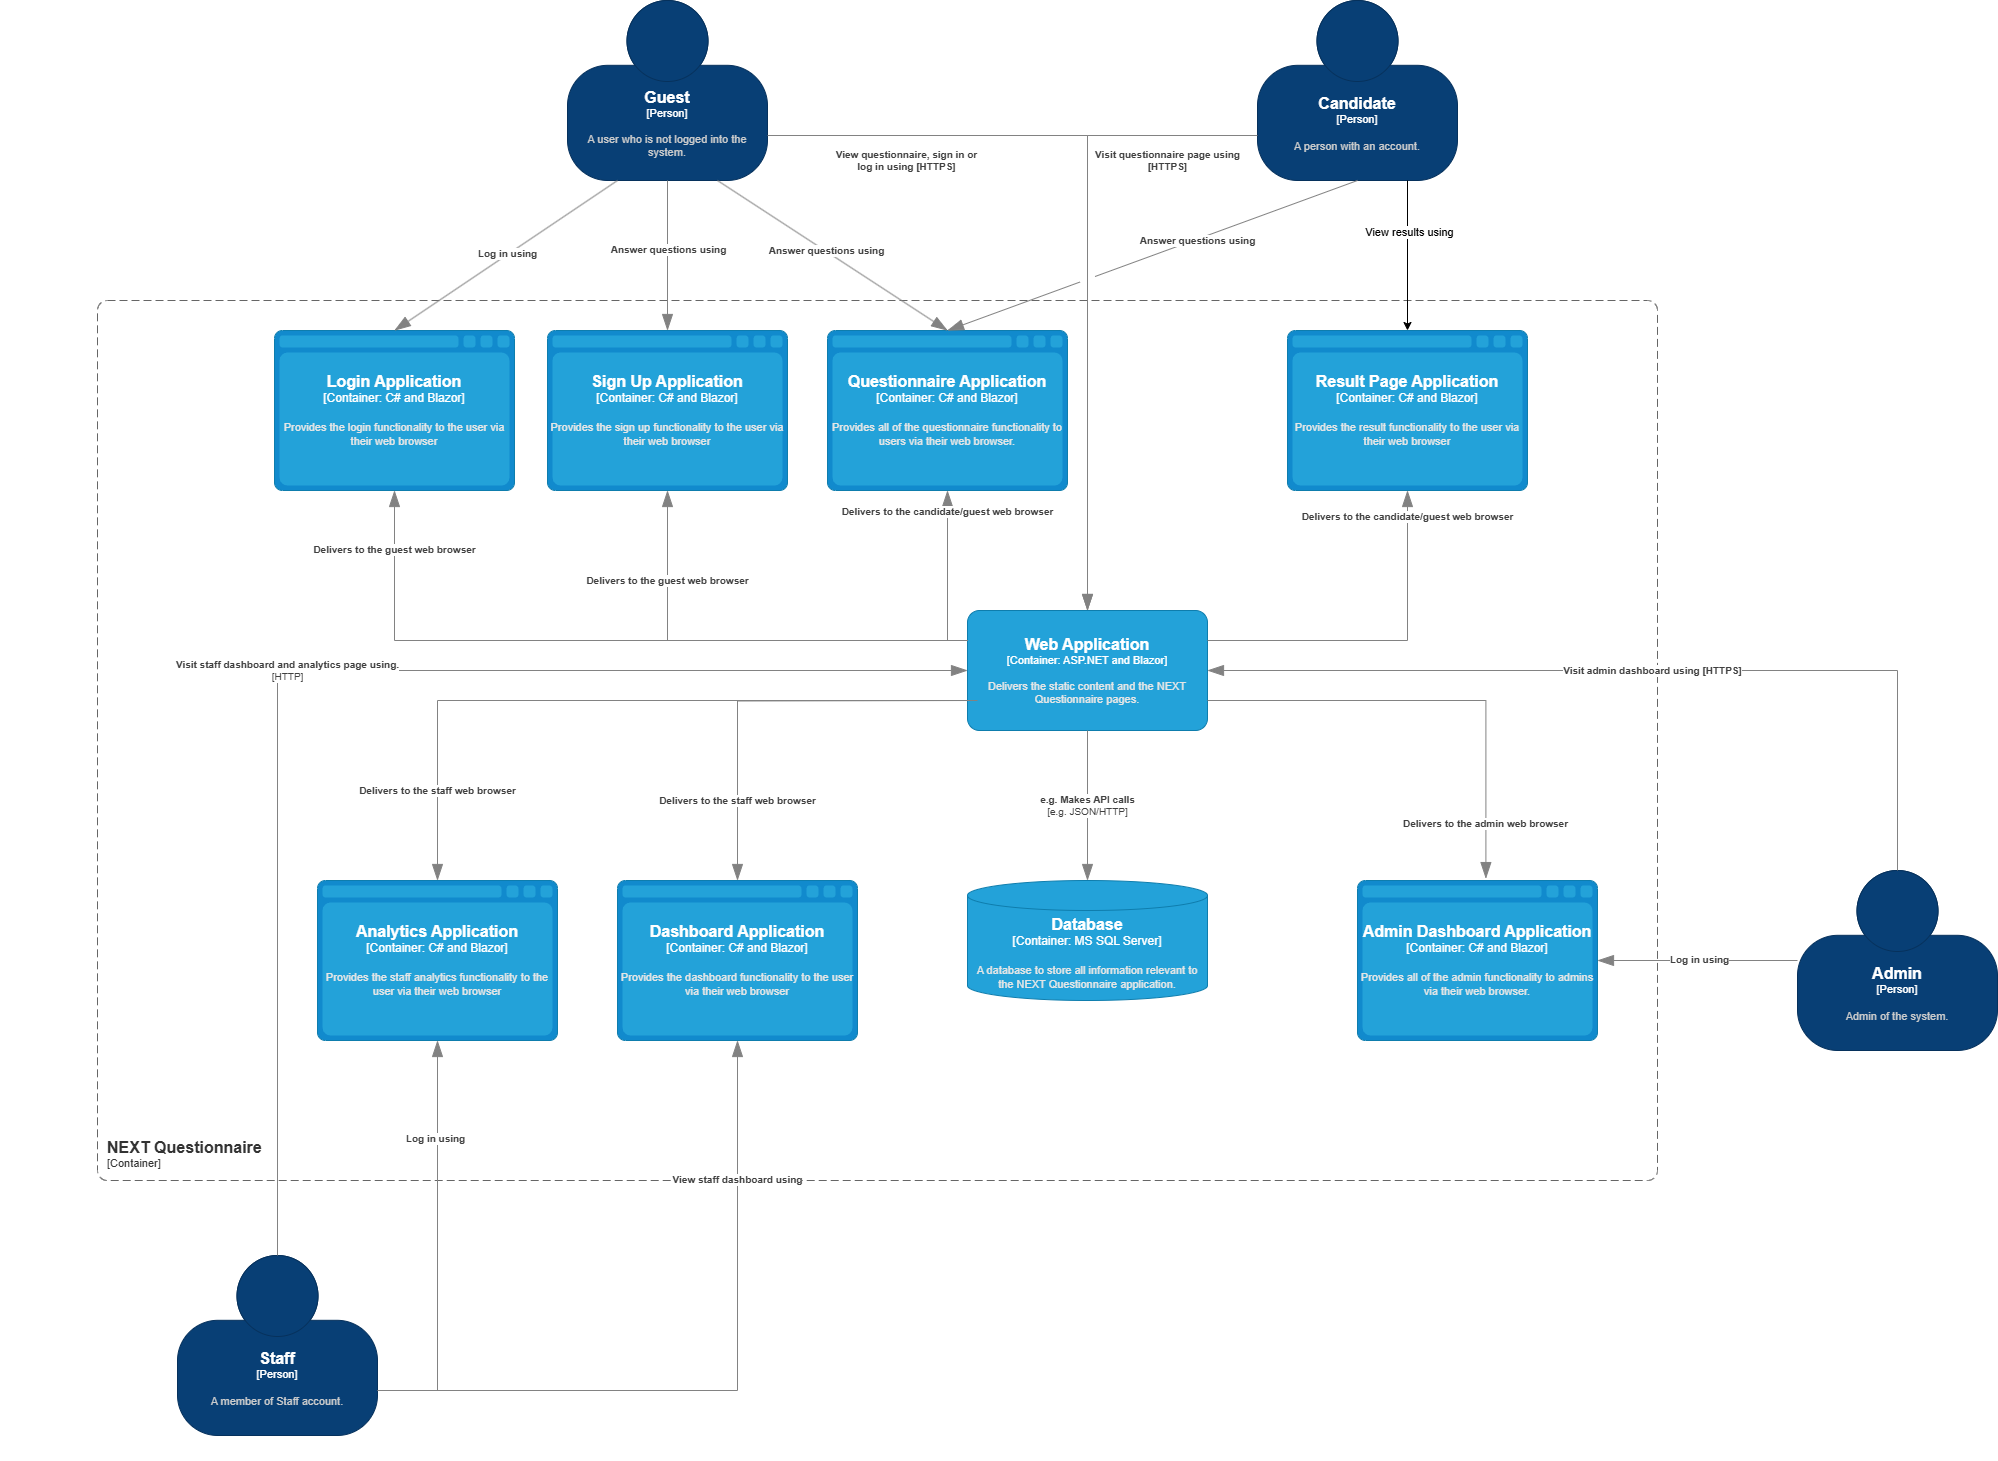 Guest
[Person]
A user who is not logged into the
system.
Candidate
[Person]
A person with an account.
View questionnaire, sign in or
log in using [HTTPS]
Visit questionnaire page using
[HTTPS]
Log in using
Answer questions using
Answer questions using
Answer questions using
View results using
Login Application
[Container: C# and Blazor]
Provides the login functionality to the user via
their web browser
Sign Up Application
[Container: C# and Blazor]
Provides the sign up functionality to the user via
their web browser
Questionnaire Application
[Container: C# and Blazor]
Provides all of the questionnaire functionality to
users via their web browser.
Result Page Application
[Container: C# and Blazor]
Provides the result functionality to the user via
their web browser
Delivers to the guest web browser
Delivers to the guest web browser
Delivers to the candidate/guest web browser
Delivers to the candidate/guest web browser
Web Application
[Container: ASP.NET and Blazor]
Delivers the static content and the NEXT
Questionnaire pages.
Visit staff dashboard and analytics page using.
[HTTP]
Visit admin dashboard using [HTTPS]
Delivers to the staff web browser
Delivers to the staff web browser
e.g. Makes API calls
[e.g. JSON/HTTP]
Delivers to the admin web browser
Analytics Application
[Container: C# and Blazor]
Provides the staff analytics functionality to the
user via their web browser
Dashboard Application
[Container: C# and Blazor]
Provides the dashboard functionality to the user
via their web browser
Database
[Container: MS SQL Server]
A database to store all information relevant to
the NEXT Questionnaire application.
Admin Dashboard Application
[Container: C# and Blazor]
Provides all of the admin functionality to admins
via their web browser.
Log in using
Admin
[Person]
Admin of the system.
Log in using
View staff dashboard using
NEXT Questionnaire
[Container]
Staff
[Person]
A member of Staff account.